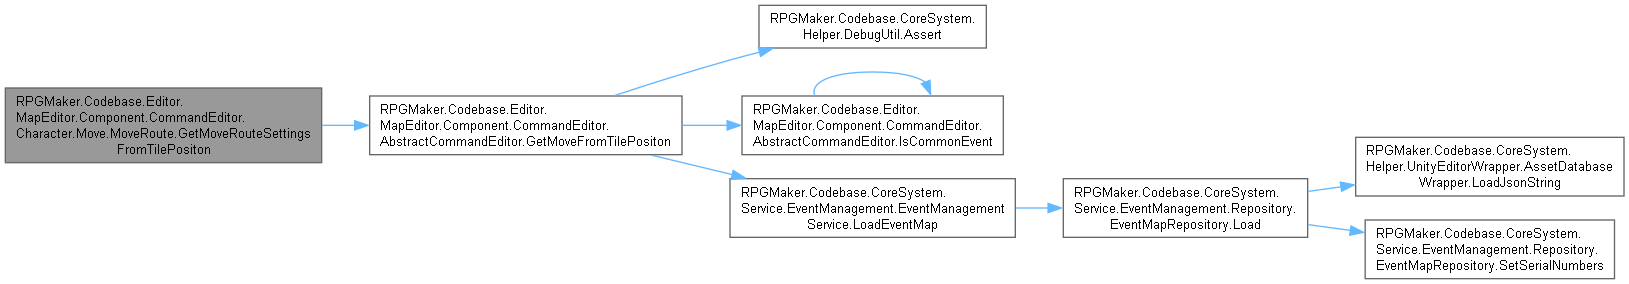 RPGMaker.Codebase.Editor.
MapEditor.Component.CommandEditor.
Character.Move.MoveRoute.GetMoveRouteSettings
FromTilePositon
RPGMaker.Codebase.Editor.
MapEditor.Component.CommandEditor.
AbstractCommandEditor.GetMoveFromTilePositon
RPGMaker.Codebase.CoreSystem.
Helper.DebugUtil.Assert
RPGMaker.Codebase.Editor.
MapEditor.Component.CommandEditor.
AbstractCommandEditor.IsCommonEvent
RPGMaker.Codebase.CoreSystem.
Service.EventManagement.EventManagement
Service.LoadEventMap
RPGMaker.Codebase.CoreSystem.
Service.EventManagement.Repository.
EventMapRepository.Load
RPGMaker.Codebase.CoreSystem.
Helper.UnityEditorWrapper.AssetDatabase
Wrapper.LoadJsonString
RPGMaker.Codebase.CoreSystem.
Service.EventManagement.Repository.
EventMapRepository.SetSerialNumbers